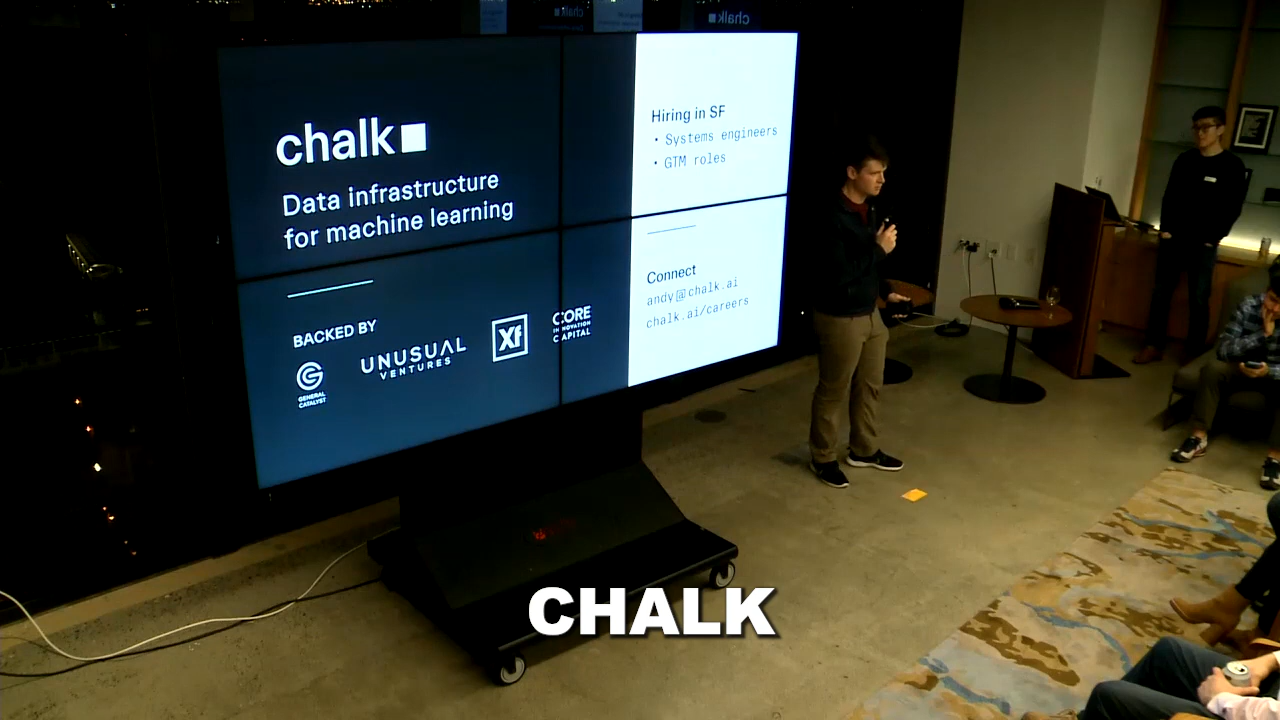 chalk
Data infrastructure
for machine learning
BACKED BY
GENERAL
CATALYST
UNUSUAL
VENTURES
Xf
CORE
INNOVATION
CAPITAL
Hiring in SF
• Systems engineers
• GTM roles
Connect
andy@chalk.ai
chalk.ai/careers
CHALK